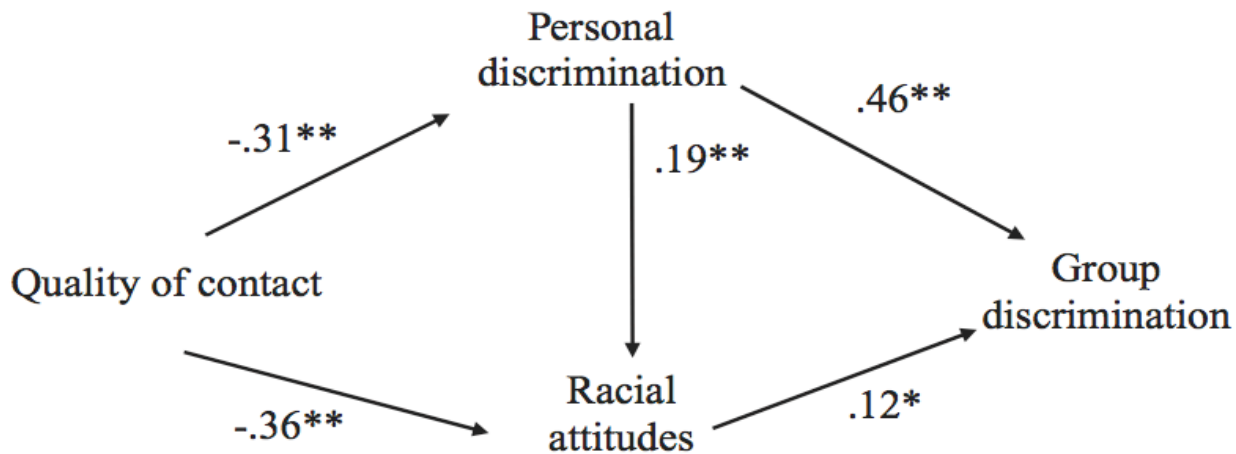 Personal
discrimination
-.31**
.46**
.19**
Quality of contact
Group
discrimination
Racial
attitudes
-.36**
.12*